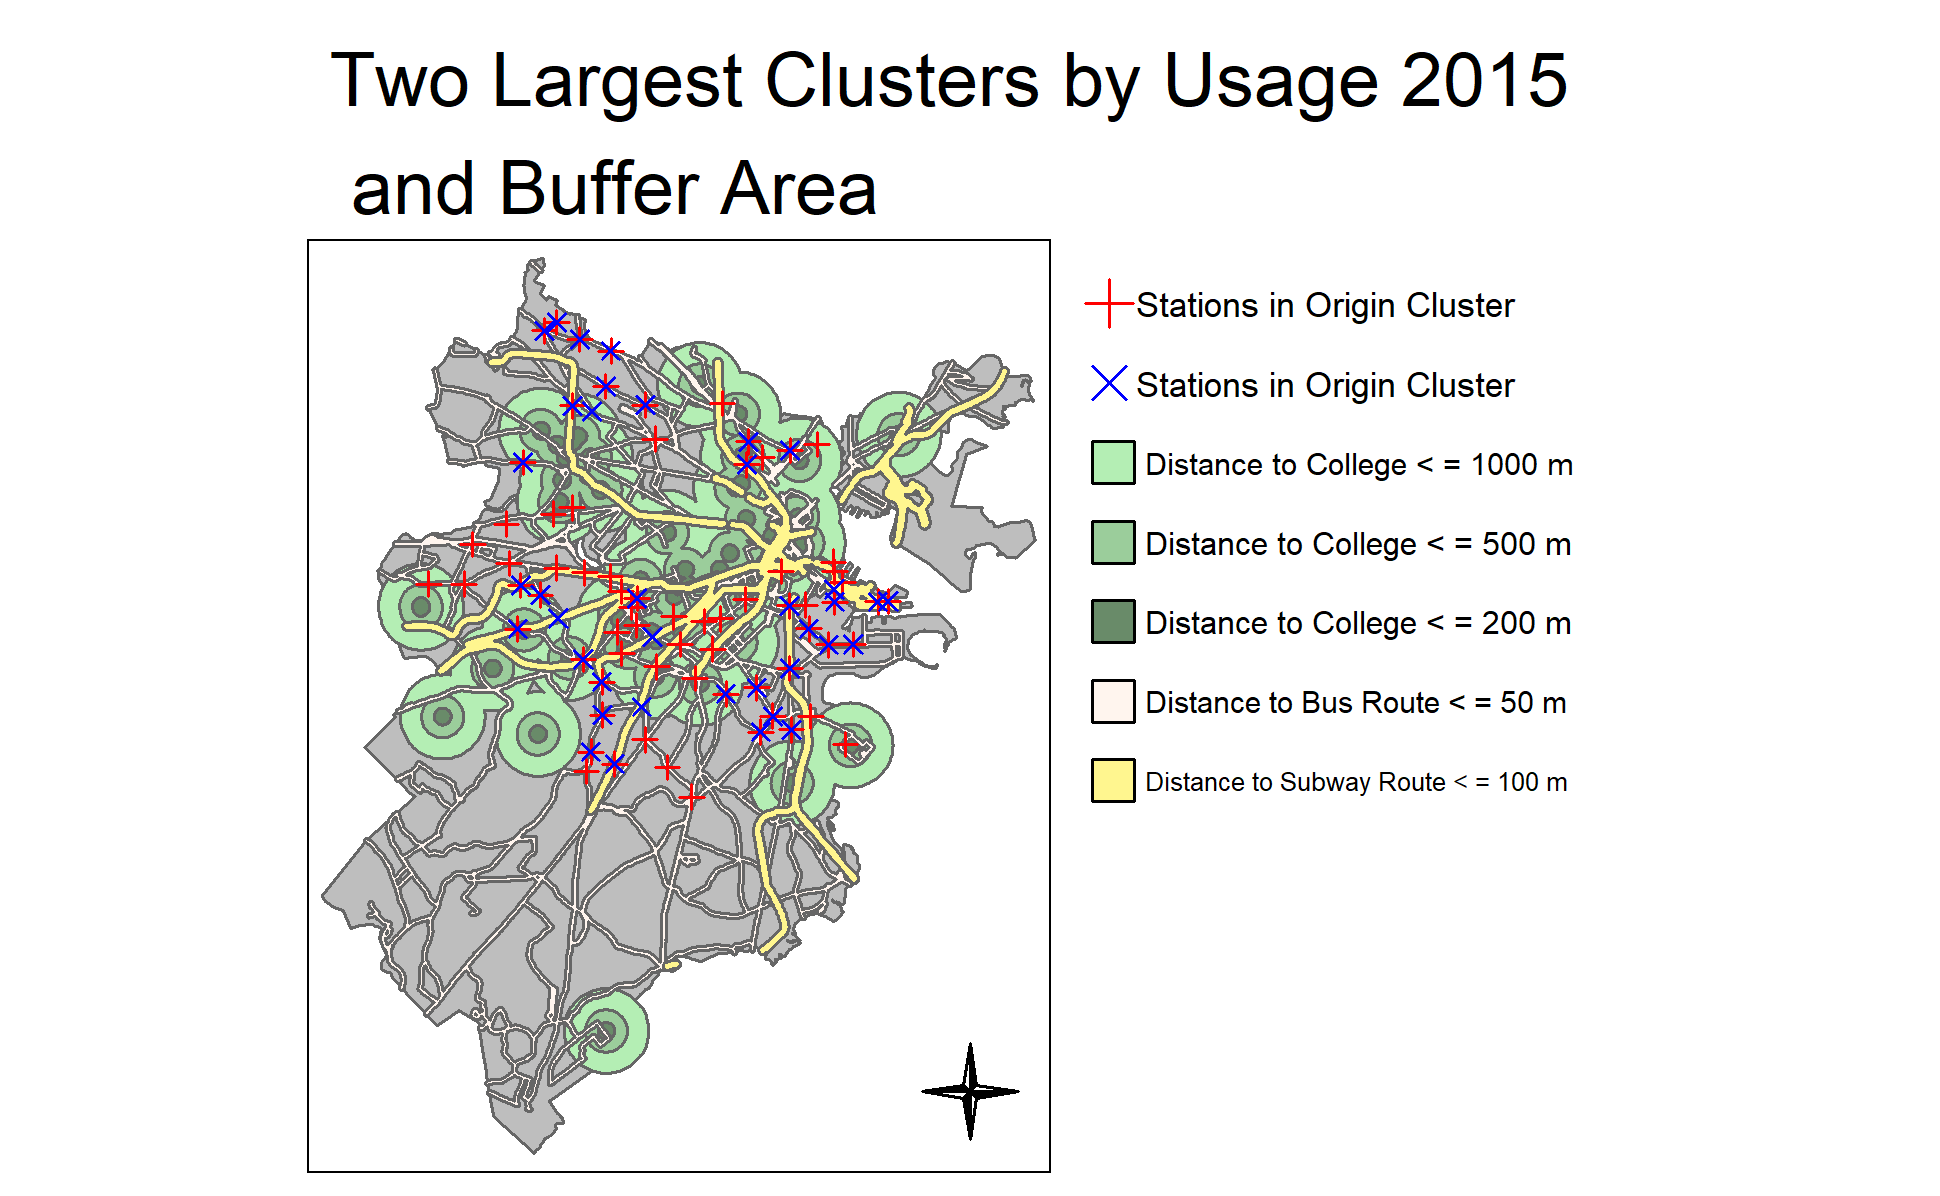 Two Largest Clusters by Usage 2015
and Buffer Area
Stations in Origin Cluster
Stations in Origin Cluster
Distance to College < = 1000 m
Distance to College < = 500 m
Distance to College < = 200 m
Distance to Bus Route < = 50 m
Distance to Subway Route < = 100 m